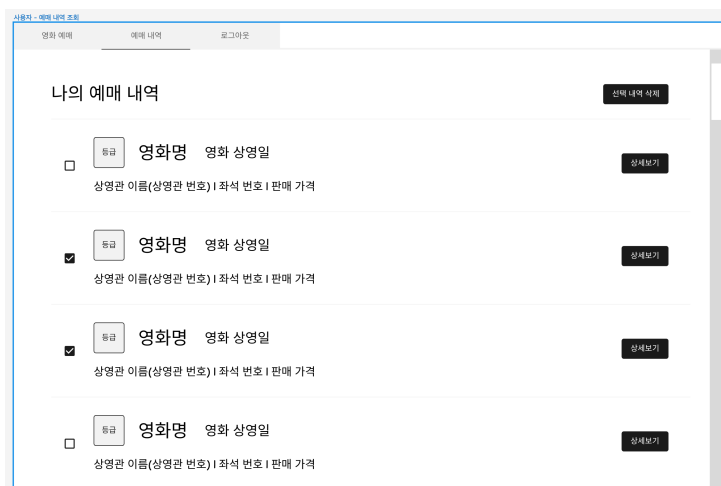 사용자 - 예매 내역 조회
영화 예매 예매 내역 로그아웃
나의 예매 내역 선택 내역 삭제
등급 영화명 영화 상영일 상세보기
상영관 이름(상영관 번호) I 좌석 번호 I 판매 가격
등급 영화명 영화 상영일 상세보기
상영관 이름(상영관 번호) I 좌석 번호 I 판매 가격
등급 영화명 영화 상영일 상세보기
상영관 이름(상영관 번호) I 좌석 번호 I 판매 가격
등급 영화명 영화 상영일 상세보기
상영관 이름(상영관 번호) I 좌석 번호 I 판매 가격